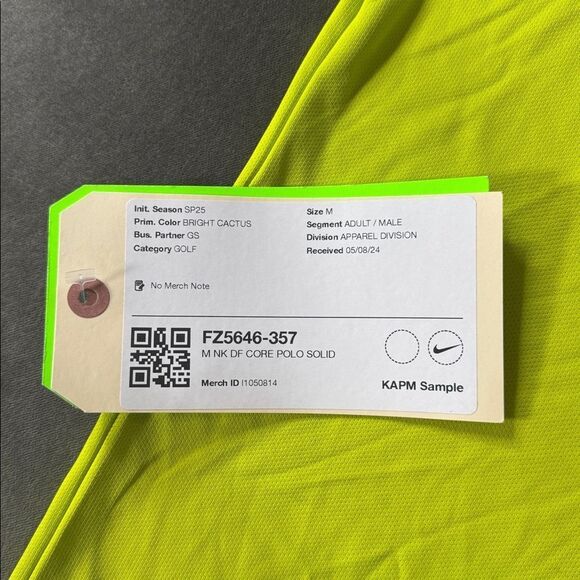 Init. Season SP25
Prim. Color BRIGHT CACTUS
Bus. Partner GS
Category GOLF
Size M
Segment ADULT / MALE
Division APPAREL DIVISION
Received 05/08/24
No Merch Note
FZ5646-357
M NK DF CORE POLO SOLID
Merch ID I1050814
KAPM Sample